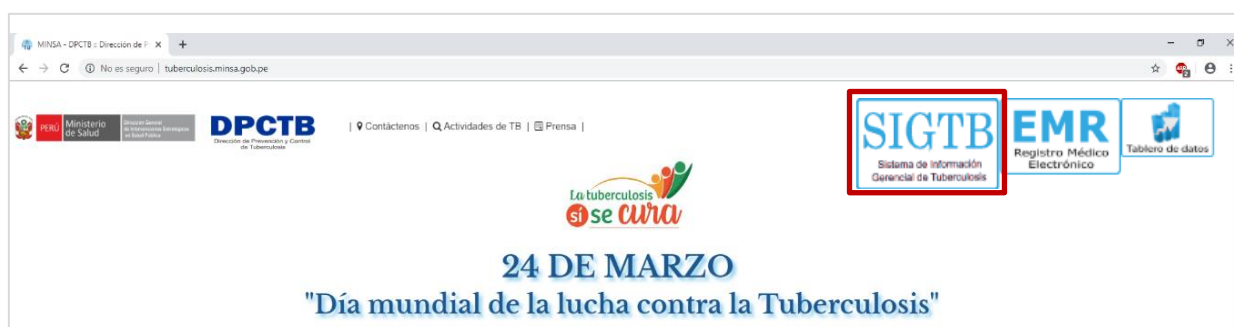 MINSA - DPCTB :: Dirección de P
No es seguro | tuberculosis.minsa.gob.pe
PERÚ
Ministerio
de Salud
DPCTB
Dirección de Prevención y Control
de Tuberculosis
| Contáctenos | Actividades de TB | Prensa |
SIGTB
Sistema de Información
Gerencial de Tuberculosis
EMR
Registro Médico
Electrónico
Tablero de datos
La tuberculosis
sí se cura
24 DE MARZO
"Día mundial de la lucha contra la Tuberculosis"